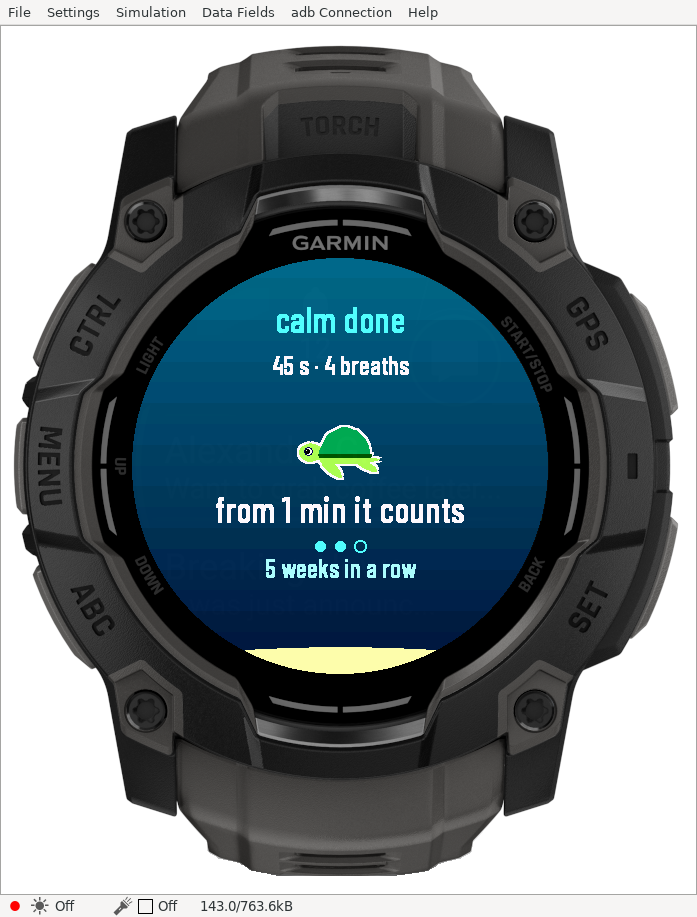 File Settings Simulation Data Fields adb Connection Help
TORCH
GARMIN
CTRL
GPS
LIGHT
START/STOP
calm done
45 s · 4 breaths
MENU
UP
from 1 min it counts
5 weeks in a row
DOWN
BACK
ABC
SET
Off
Off
143.0/763.6kB